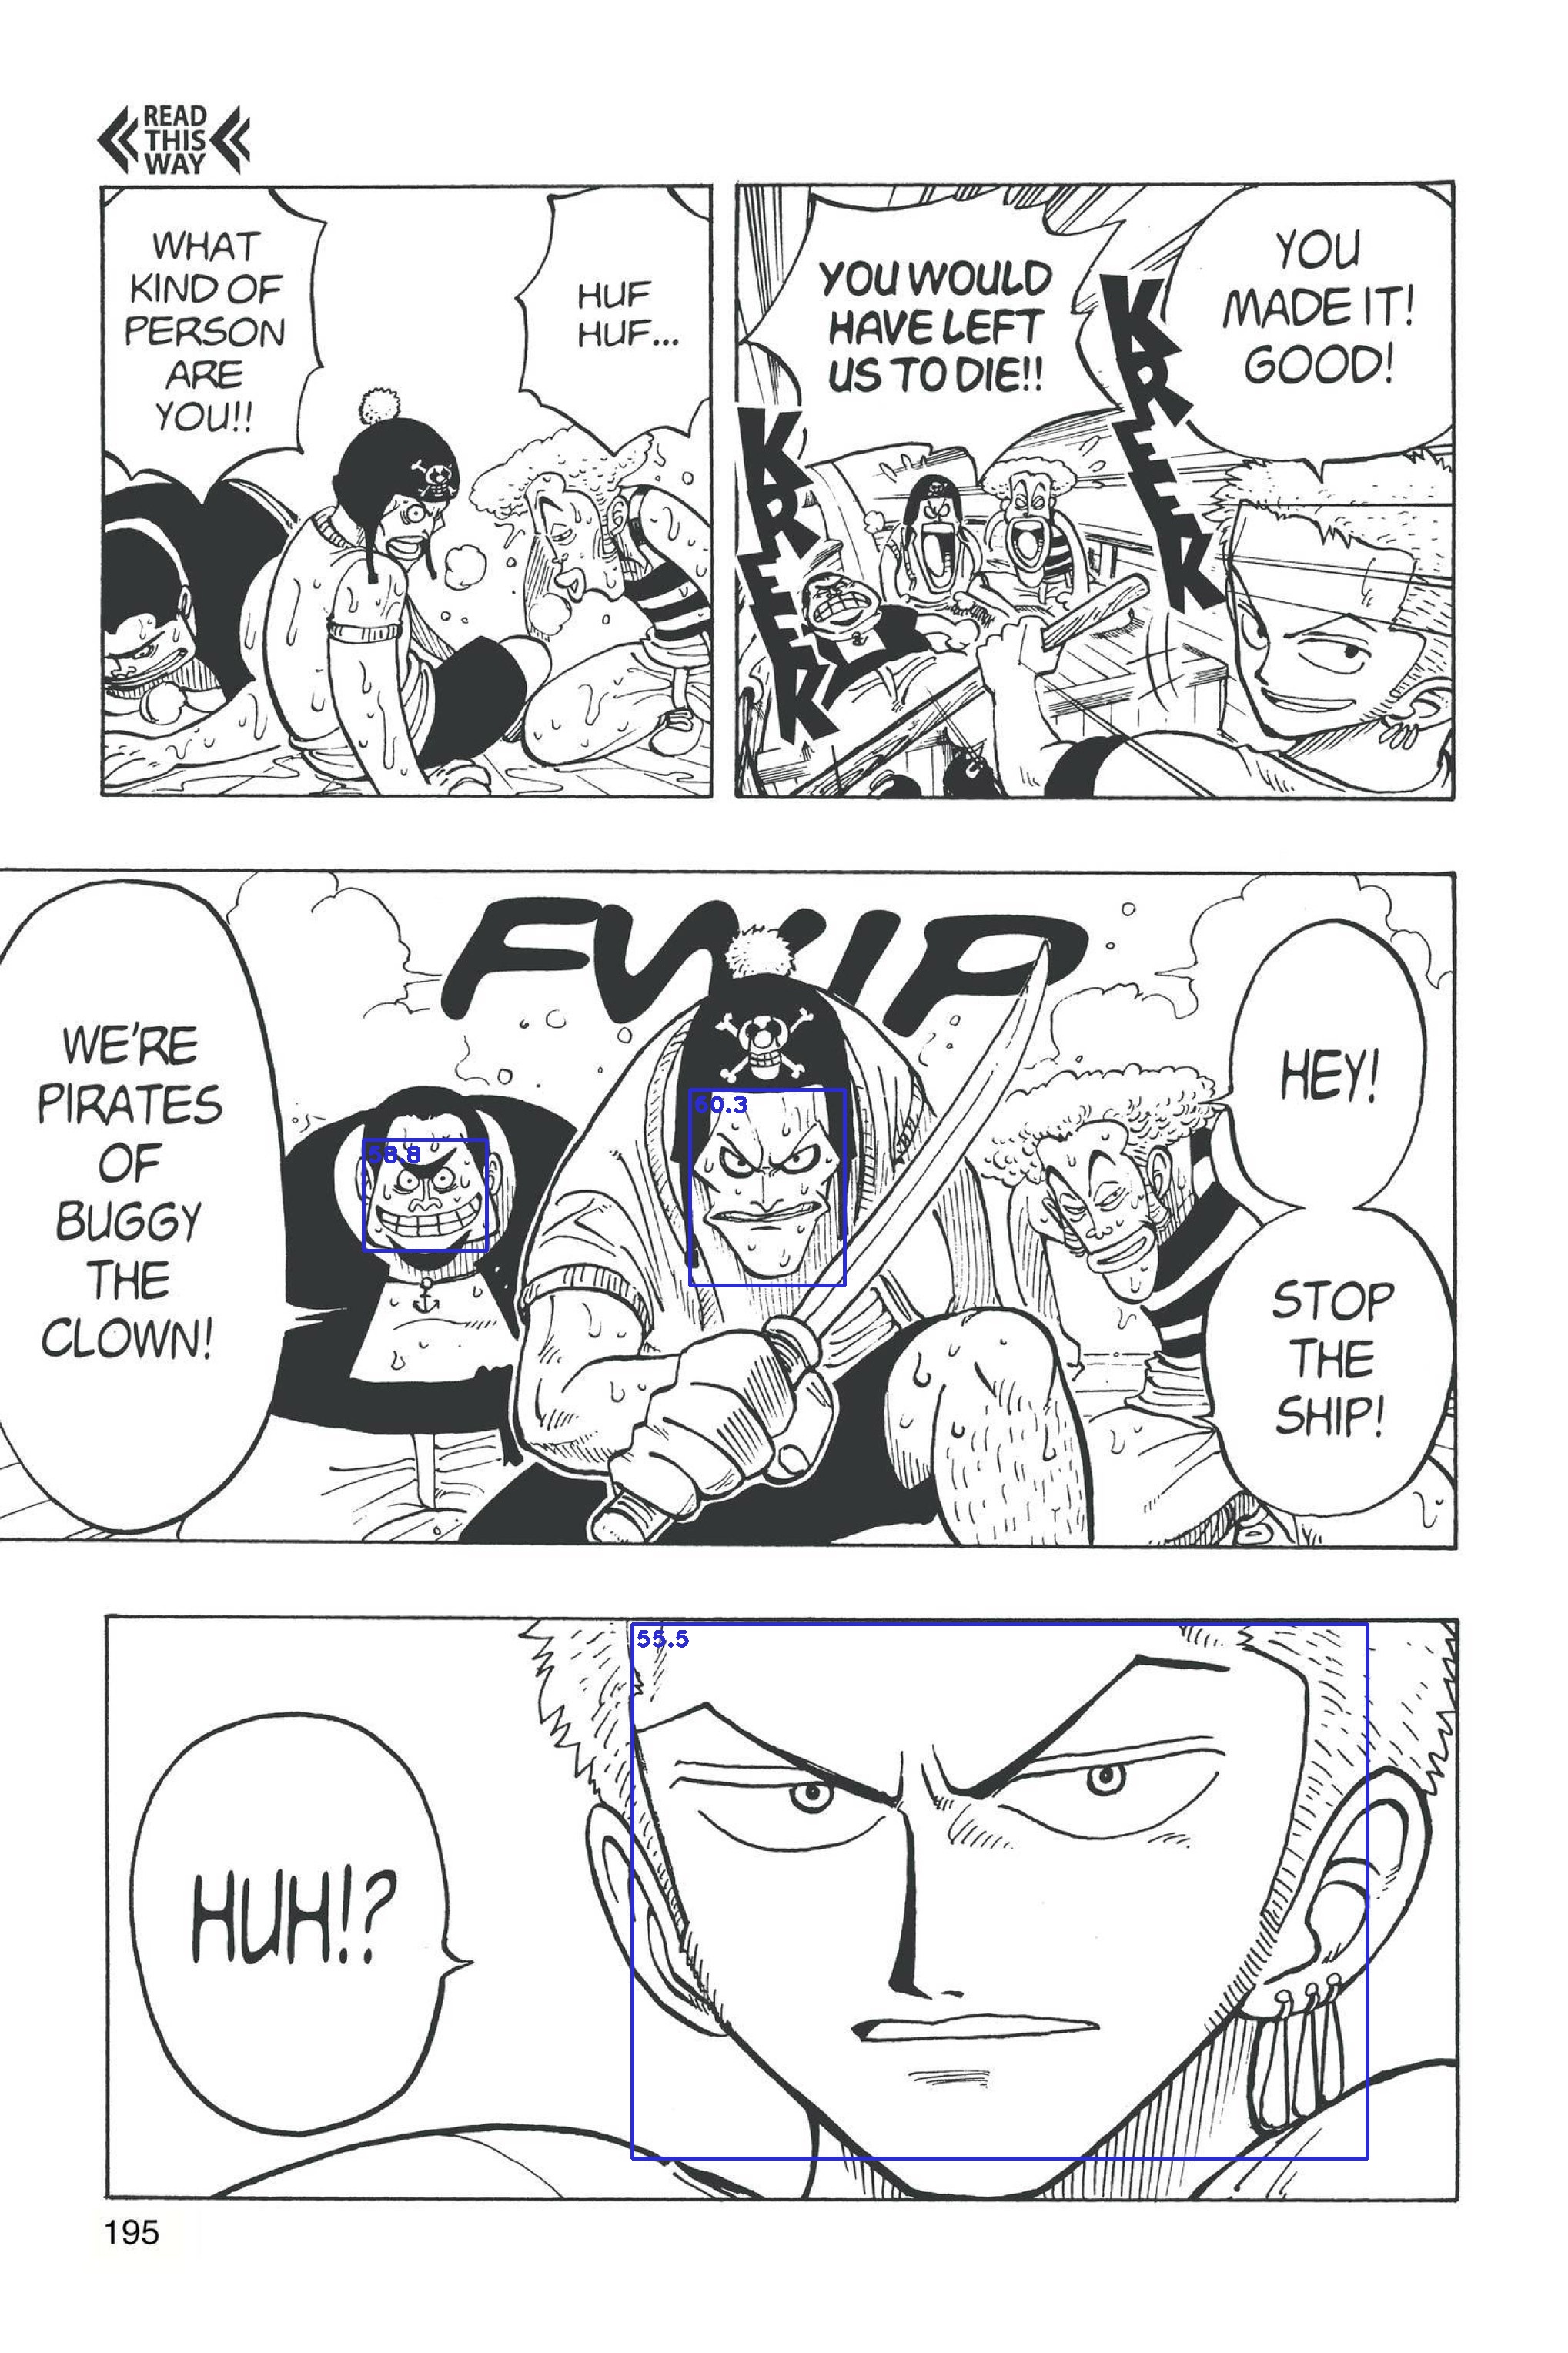 READ
THIS
WAY
YOU
MADE IT!
GOOD!
YOU WOULD
HAVE LEFT
US TO DIE!!
KREEK
KREEK
HUF
HUF...
WHAT
KIND OF
PERSON
ARE
YOU!!
HEY!
STOP
THE
SHIP!
FWIP
WE'RE
PIRATES
OF
BUGGY
THE
CLOWN!
60.3
58.8
55.5
HUH!?
195